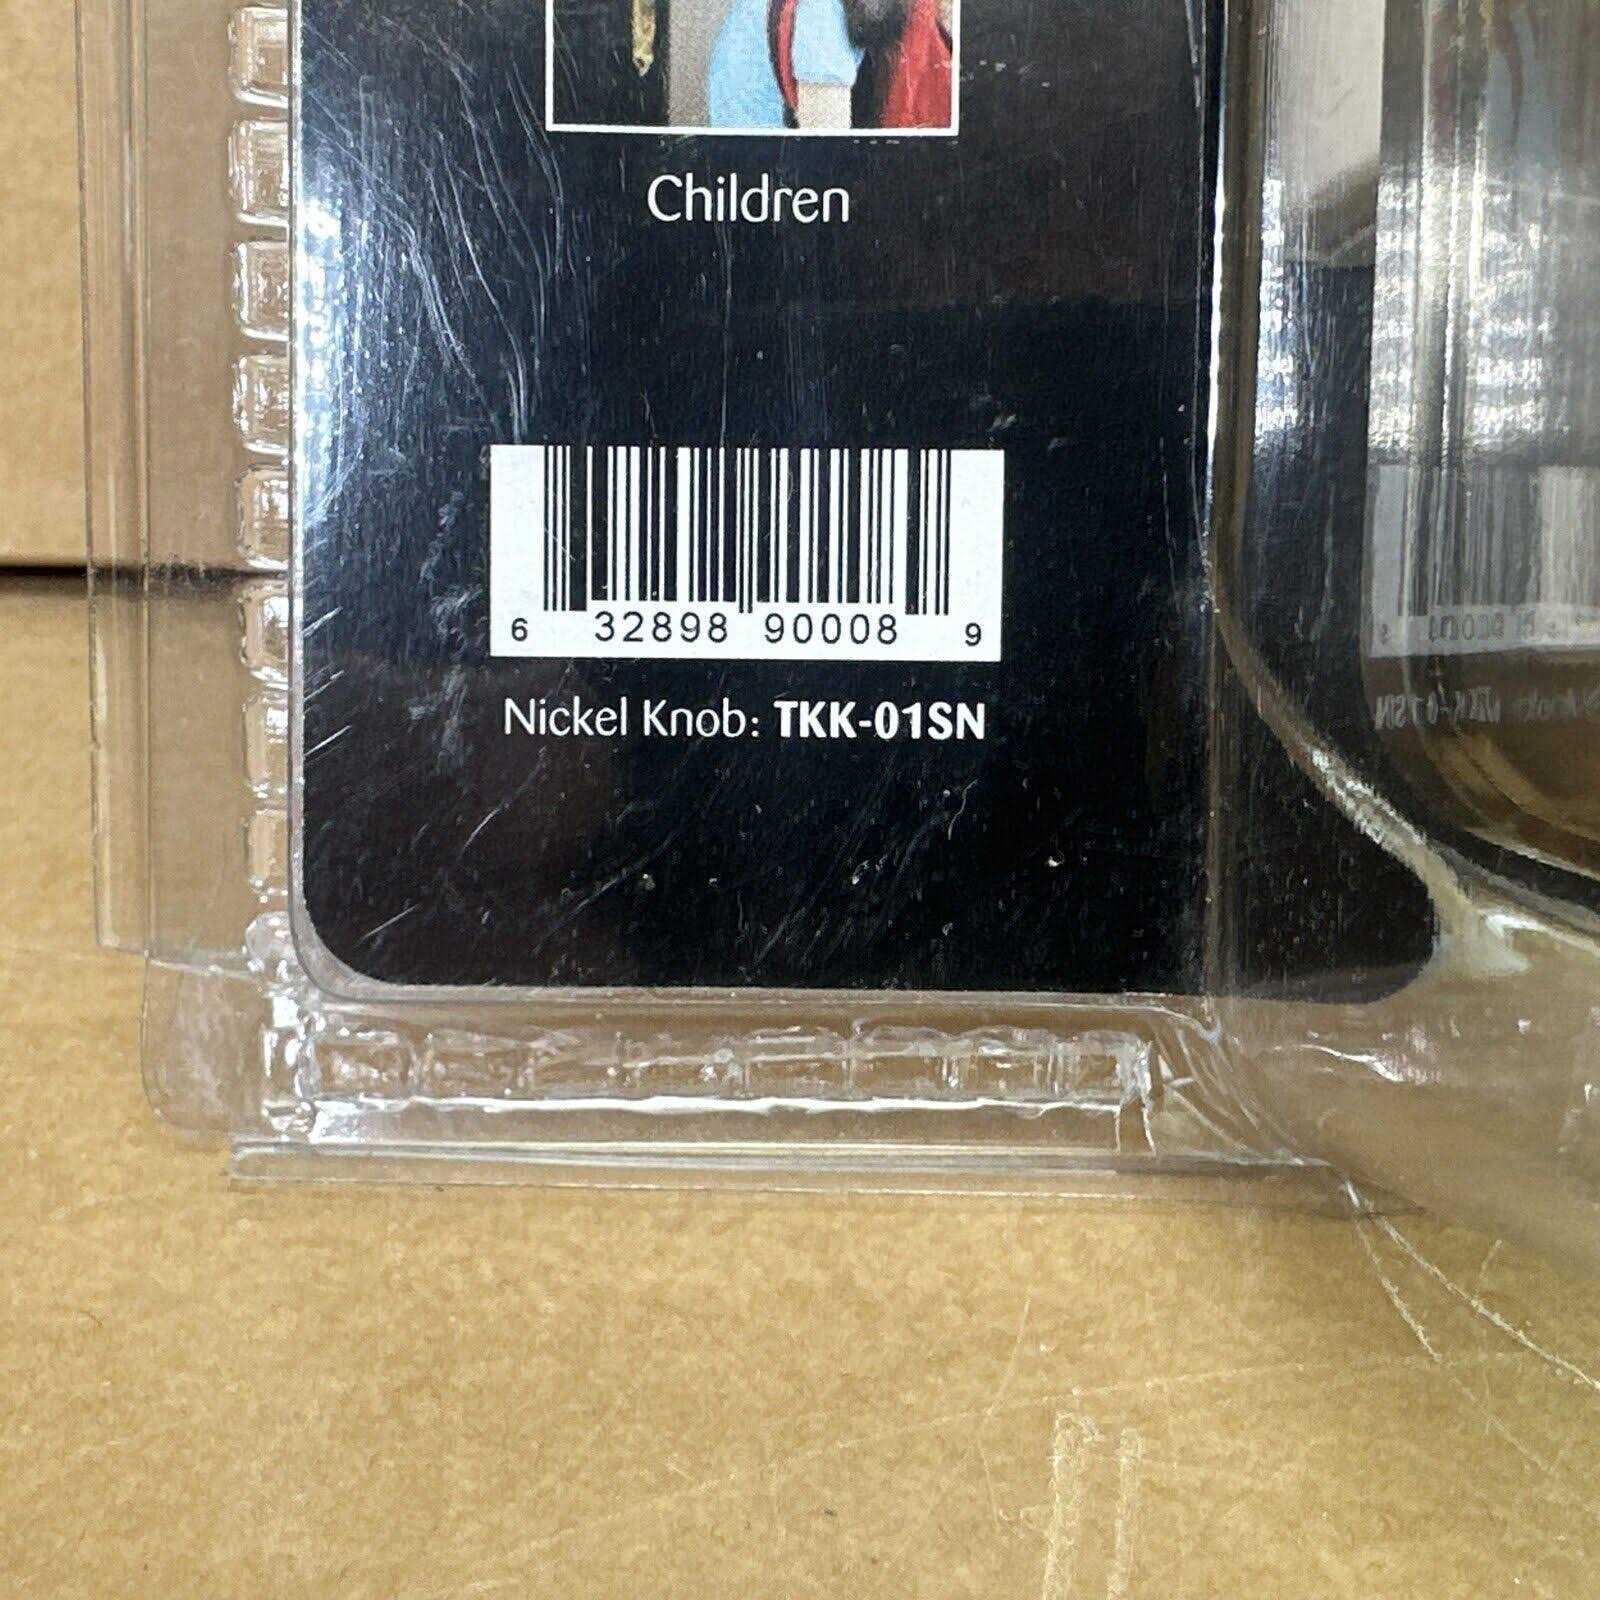 Children
6 32898 90008 9
Nickel Knob: TKK-01SN